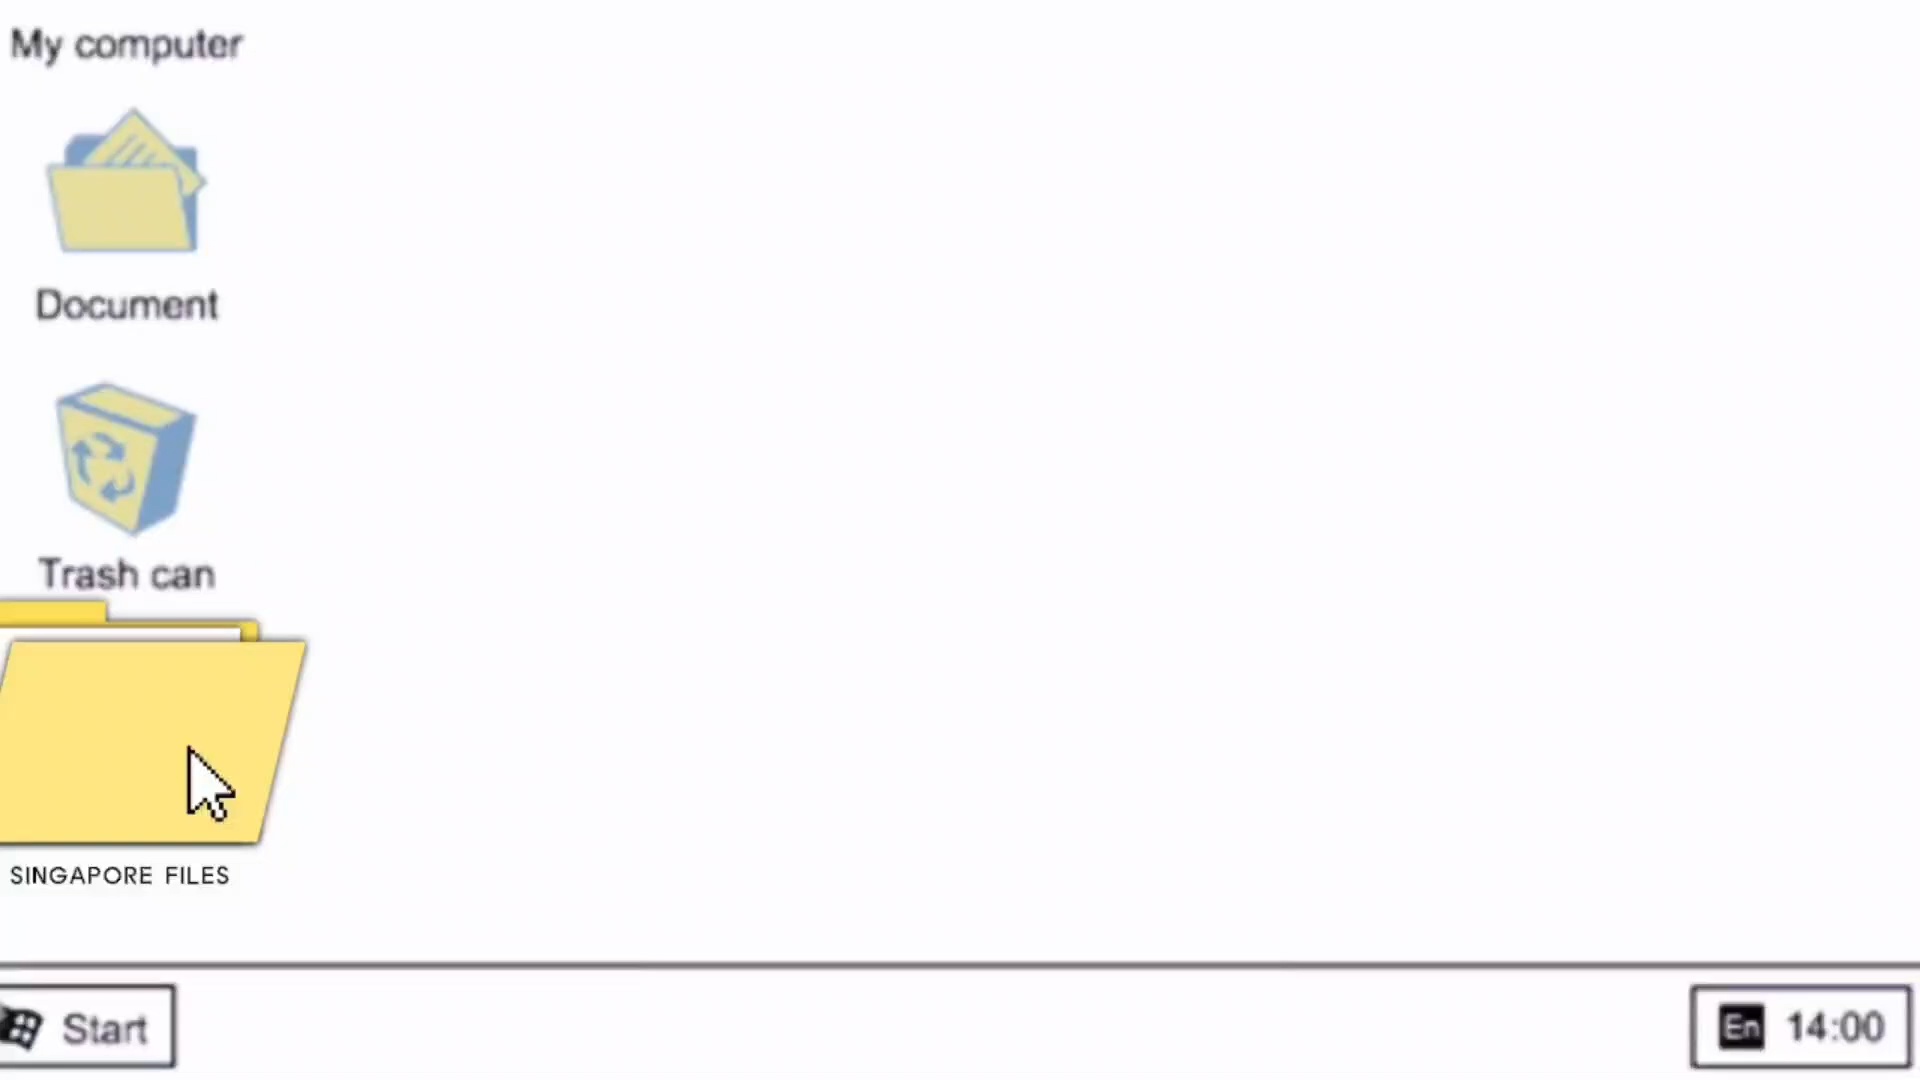 My computer
Document
Trash can
SINGAPORE FILES
Start
En 14:00